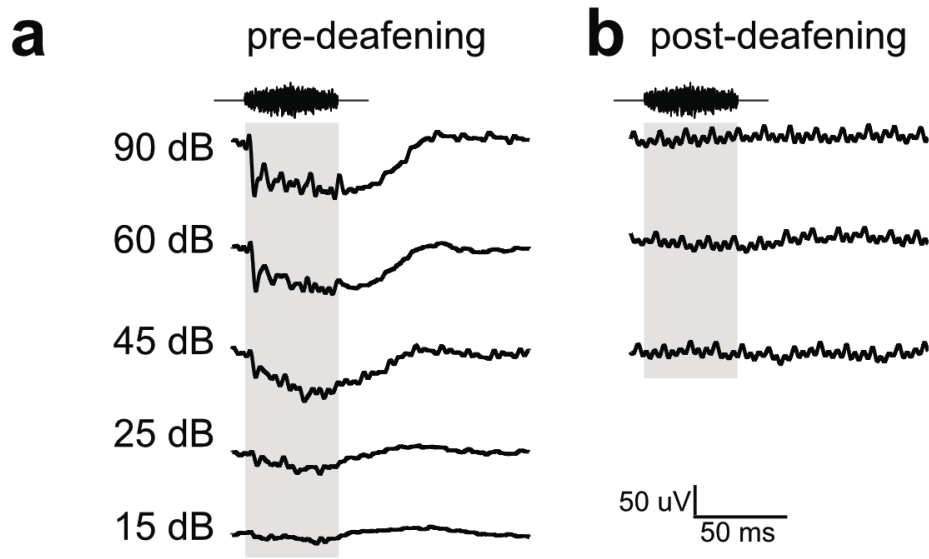 a pre-deafening
b post-deafening
90 dB
60 dB
45 dB
25 dB
15 dB
50 uV
50 ms